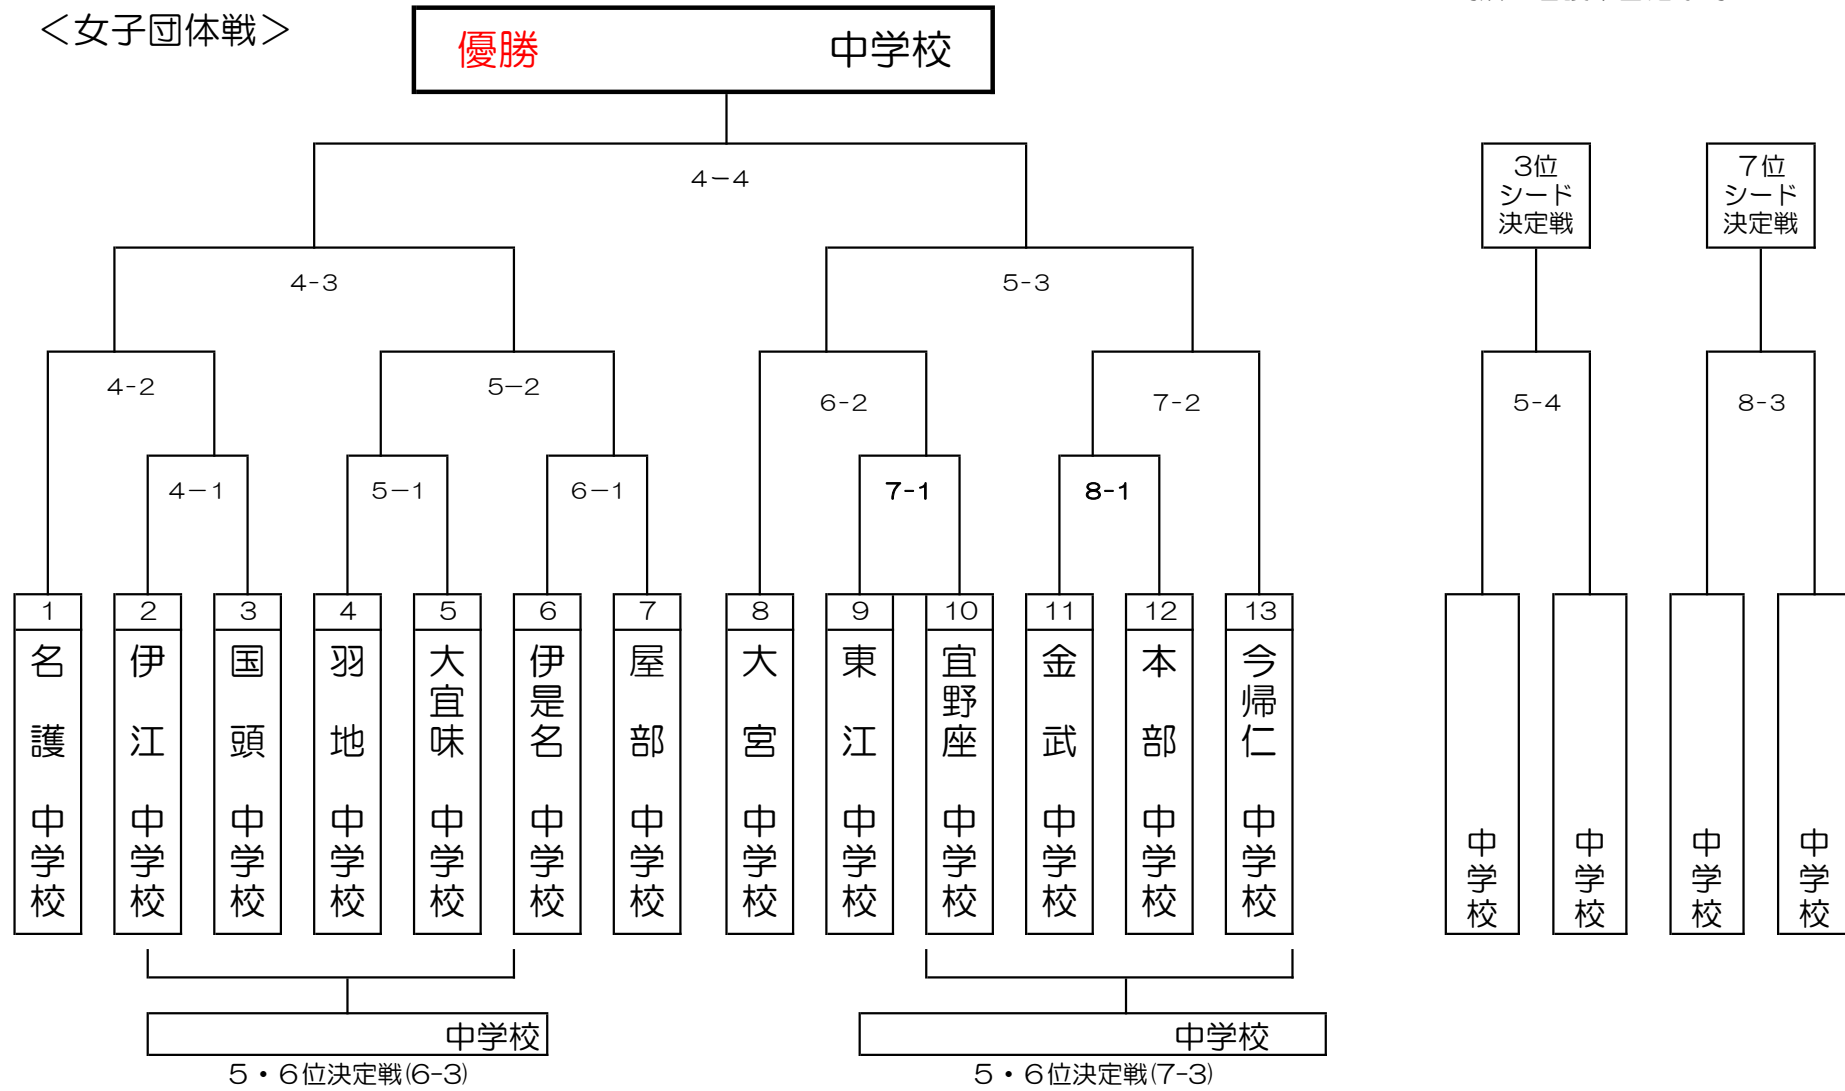 <女子団体戦>
優勝 中学校
4-4
3位
シード
決定戦
7位
シード
決定戦
4-3
5-3
4-2
5-2
6-2
7-2
5-4
8-3
4-1
5-1
6-1
7-1
8-1
1
2
3
4
5
6
7
8
9
10
11
12
13
名護 中学校
伊江 中学校
国頭 中学校
羽地 中学校
大宜味 中学校
伊是名 中学校
屋部 中学校
大宮 中学校
東江 中学校
宜野座 中学校
金武 中学校
本部 中学校
今帰仁 中学校
中学校
中学校
中学校
中学校
中学校
中学校
5・6位決定戦(6-3)
5・6位決定戦(7-3)